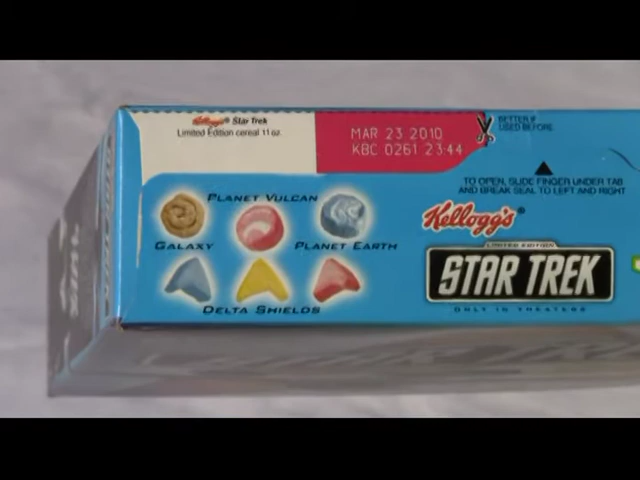 Kellogg's® Star Trek
Limited Edition cereal 11 oz.
MAR 23 2010
KBC 0261 23:44
BETTER IF
USED BEFORE
TO OPEN, SLIDE FINGER UNDER TAB
AND BREAK SEAL TO LEFT AND RIGHT
PLANET VULCAN
GALAXY
PLANET EARTH
DELTA SHIELDS
Kellogg's®
LIMITED EDITION
STAR TREK
ONLY IN THEATERS